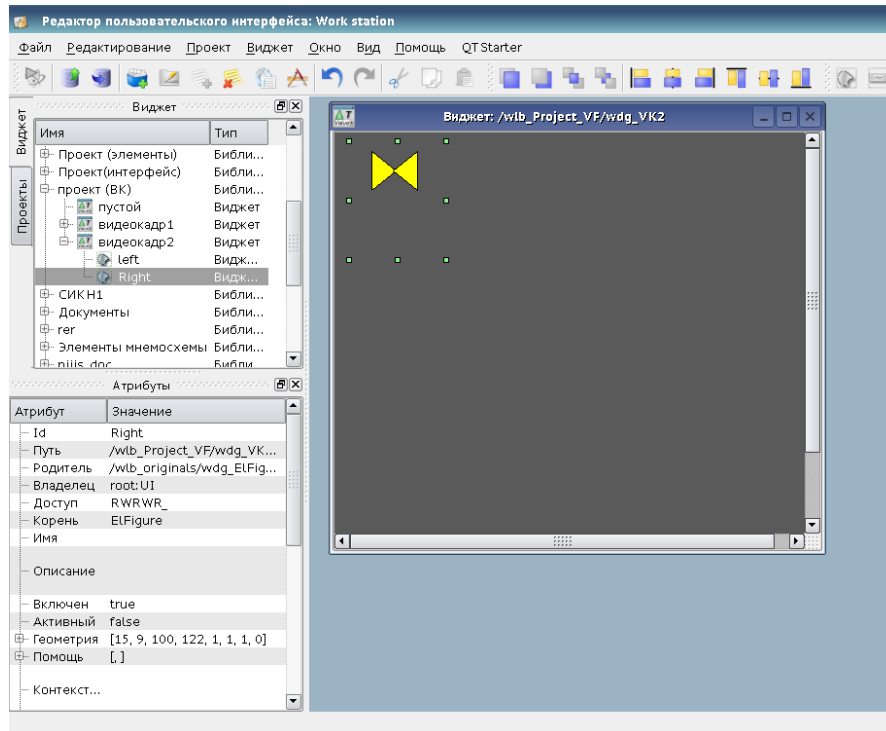 Редактор пользовательского интерфейса: Work station
Файл Редактирование Проект Виджет Окно Вид Помощь QTStarter
Виджет
Проекты
Виджет
Имя Тип
Проект (элементы) Библи...
Проект(интерфейс) Библи...
проект (ВК) Библи...
пустой Виджет
видеокадр1 Виджет
видеокадр2 Виджет
left Видж...
Right Видж...
СИКН1 Библи...
Документы Библи...
rer Библи...
Элементы мнемосхемы Библи...
Библи
Атрибуты
Атрибут Значение
Id Right
Путь /wlb_Project_VF/wdg_VK...
Родитель /wlb_originals/wdg_ElFig...
Владелец root:UI
Доступ RWRWR_
Корень ElFigure
Имя
Описание
Включен true
Активный false
Геометрия [15, 9, 100, 122, 1, 1, 1, 0]
Помощь [, ]
Контекст...
Виджет: /wlb_Project_VF/wdg_VK2